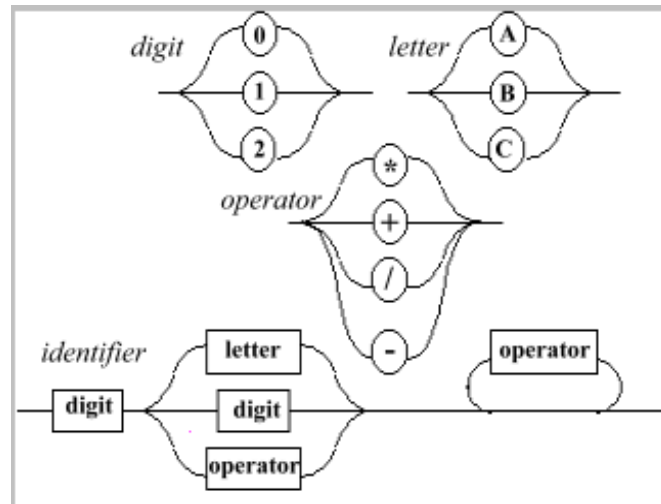 digit
0
1
2
letter
A
B
C
operator
*
+
/
-
identifier
digit
letter
digit
operator
operator